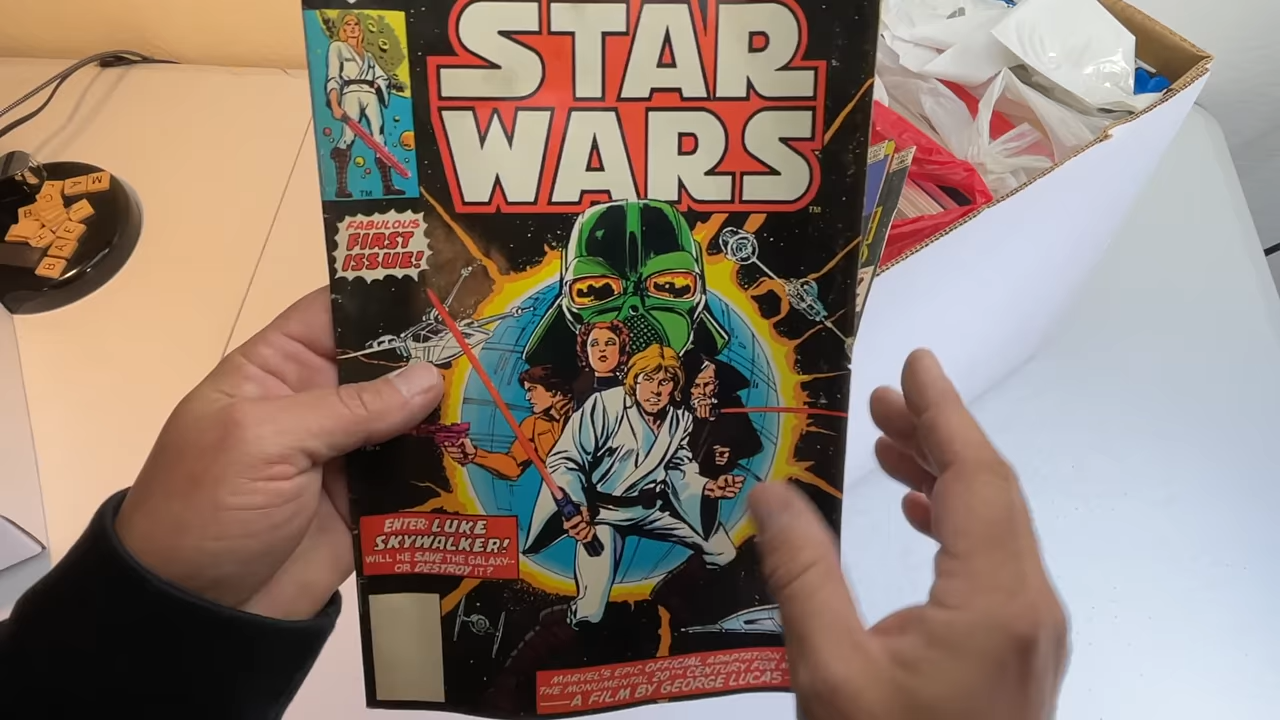 STAR
WARS
TM
TM
FABULOUS
FIRST
ISSUE!
ENTER: LUKE
SKYWALKER!
WILL HE SAVE THE GALAXY--
OR DESTROY IT?
MARVEL'S EPIC OFFICIAL ADAPTATION
THE MONUMENTAL 20TH CENTURY FOX
—A FILM BY GEORGE LUCAS—
M
A
B
A
E
B